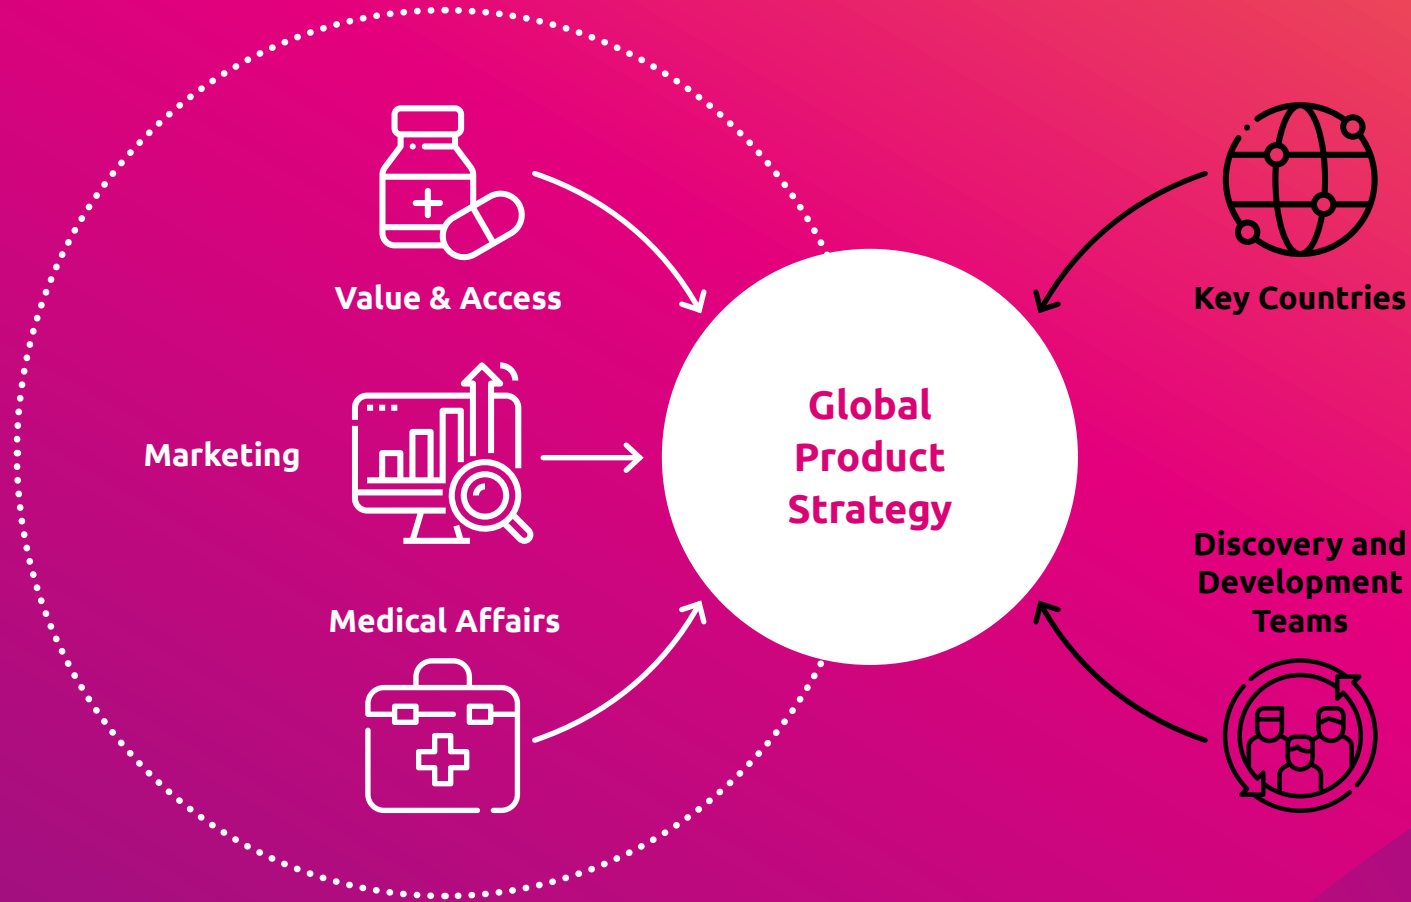 Value & Access
Marketing
Medical Affairs
Global
Product
Strategy
Key Countries
Discovery and
Development
Teams